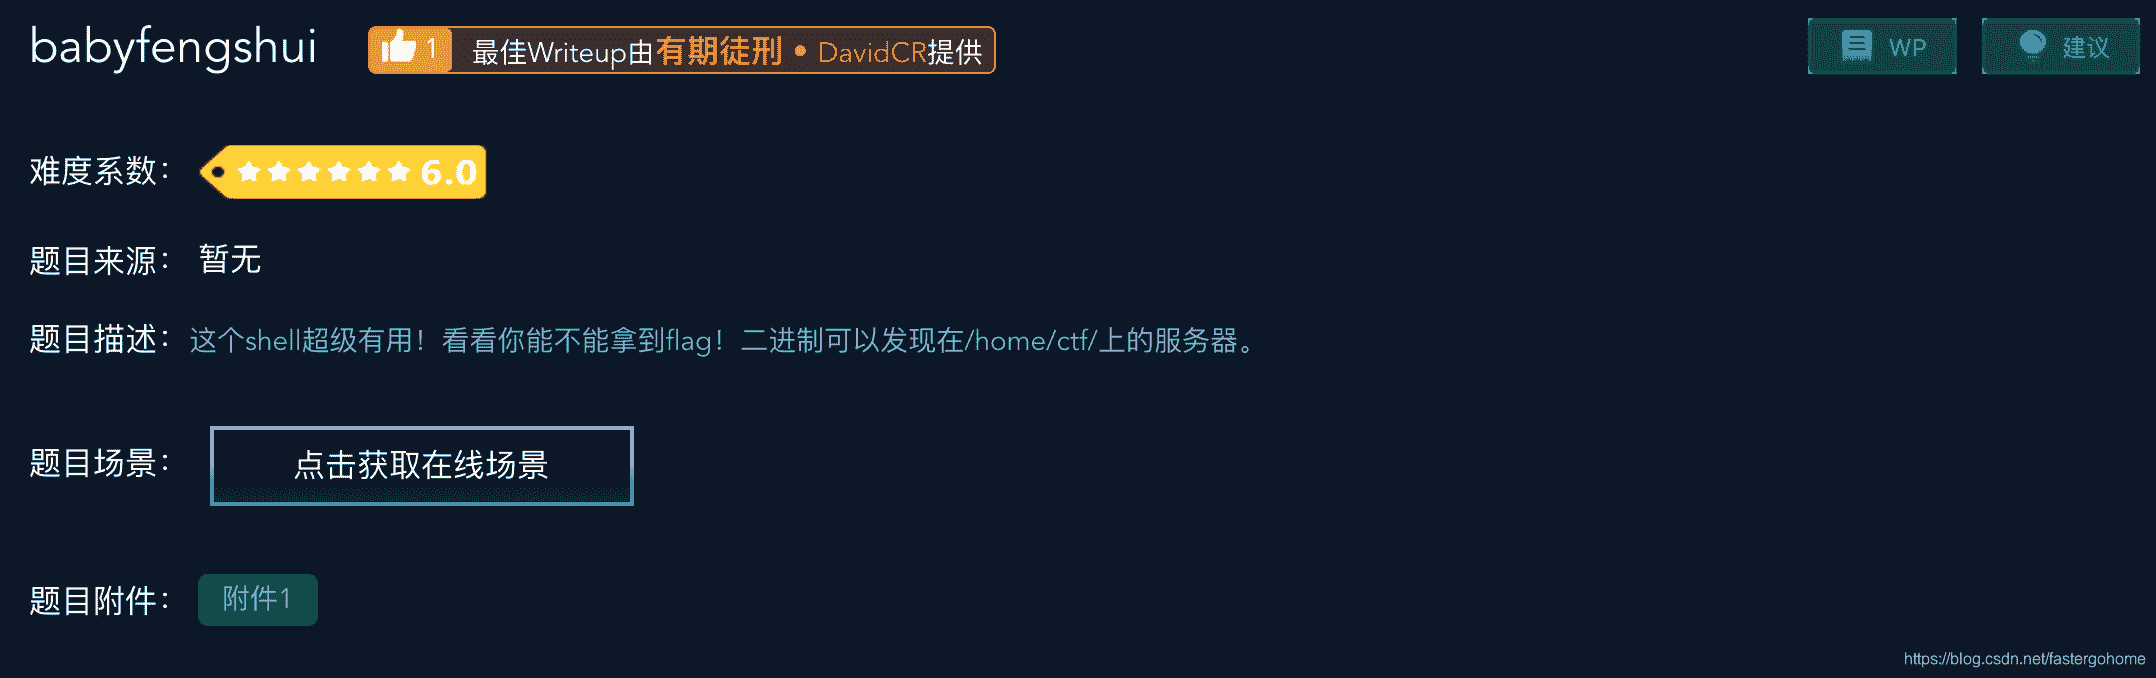 babyfengshui 1 最佳Writeup由有期徒刑 • DavidCR提供 WP 建议
难度系数： 6.0
题目来源： 暂无
题目描述： 这个shell超级有用！看看你能不能拿到flag！二进制可以发现在/home/ctf/上的服务器。
题目场景： 点击获取在线场景
题目附件： 附件1
https://blog.csdn.net/fastergohome